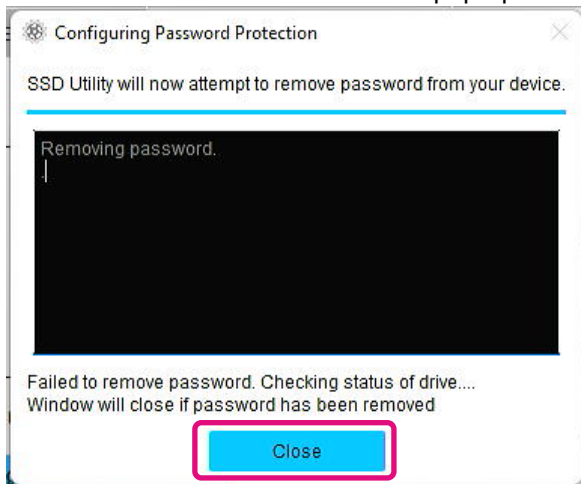 Configuring Password Protection
SSD Utility will now attempt to remove password from your device.
Removing password.
.
Failed to remove password. Checking status of drive....
Window will close if password has been removed
Close